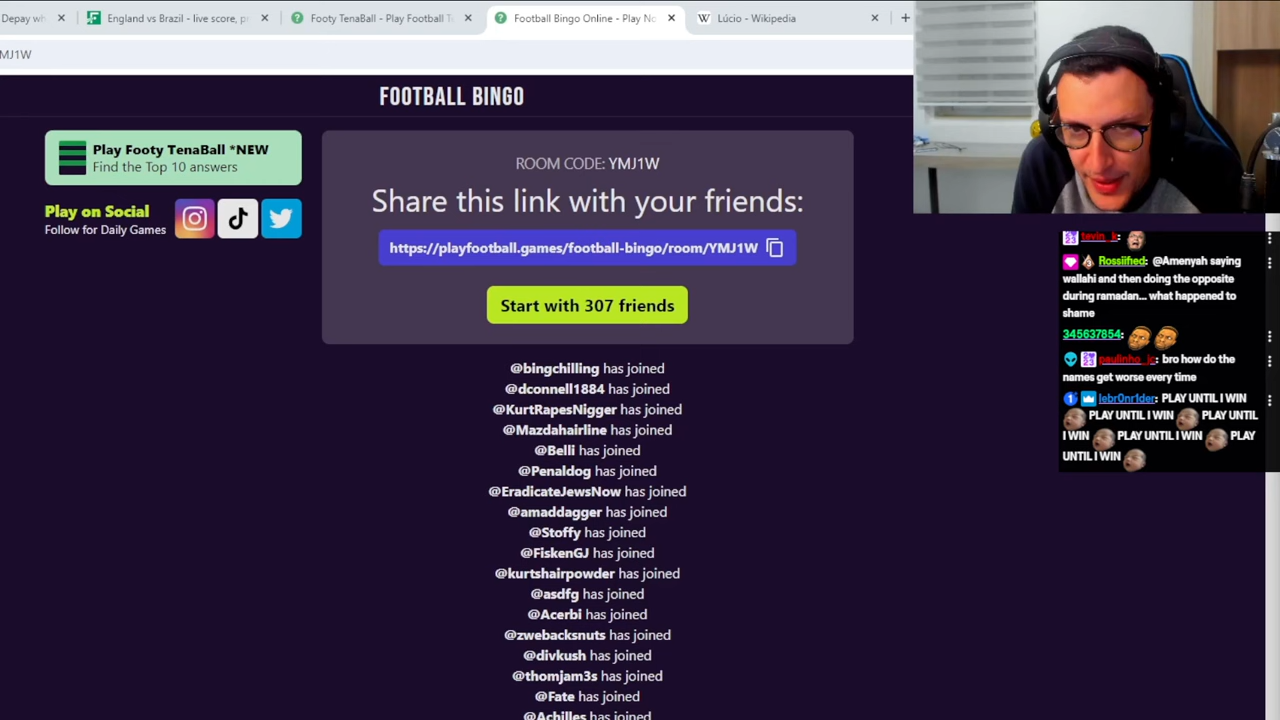 Depay wh
England vs Brazil - live score, p
Footy TenaBall - Play Football T
Football Bingo Online - Play No
Lúcio - Wikipedia
MJ1W
FOOTBALL BINGO
Play Footy TenaBall *NEW
Find the Top 10 answers
Play on Social
Follow for Daily Games
ROOM CODE: YMJ1W
Share this link with your friends:
https://playfootball.games/football-bingo/room/YMJ1W
Start with 307 friends
@bingchilling has joined
@dconnell1884 has joined
@KurtRapesNigger has joined
@Mazdahairline has joined
@Belli has joined
@Penaldog has joined
@EradicateJewsNow has joined
@amaddagger has joined
@Stoffy has joined
@FiskenGJ has joined
@kurtshairpowder has joined
@asdfg has joined
@Acerbi has joined
@zwebacksnuts has joined
@divkush has joined
@thomjam3s has joined
@Fate has joined
@Achilles has joined
Rossiified: @Amenyah saying
wallahi and then doing the opposite
during ramadan... what happened to
shame
345637854:
paulinho_jc: bro how do the
names get worse every time
lebr0nr1der: PLAY UNTIL I WIN
PLAY UNTIL I WIN PLAY UNTIL
I WIN PLAY UNTIL I WIN PLAY
UNTIL I WIN